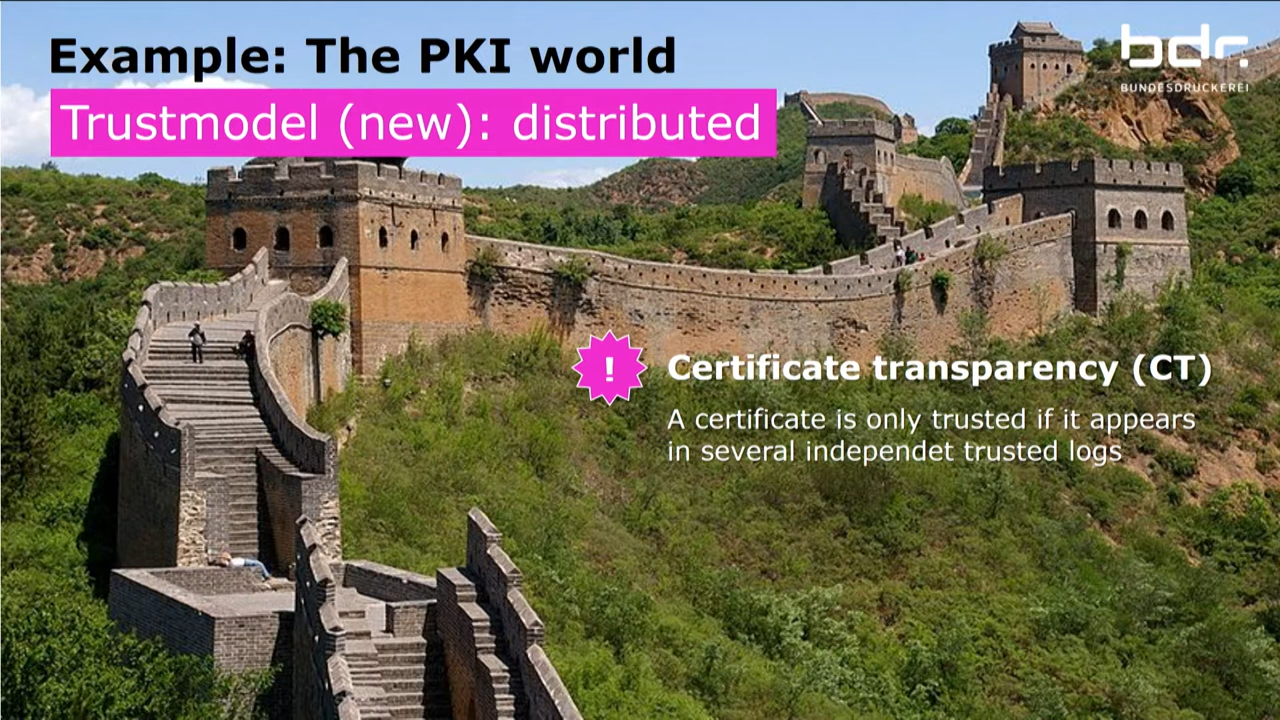 Example: The PKI world
bdr.
BUNDESDRUCKEREI
Trustmodel (new): distributed
!
Certificate transparency (CT)
A certificate is only trusted if it appears
in several independet trusted logs